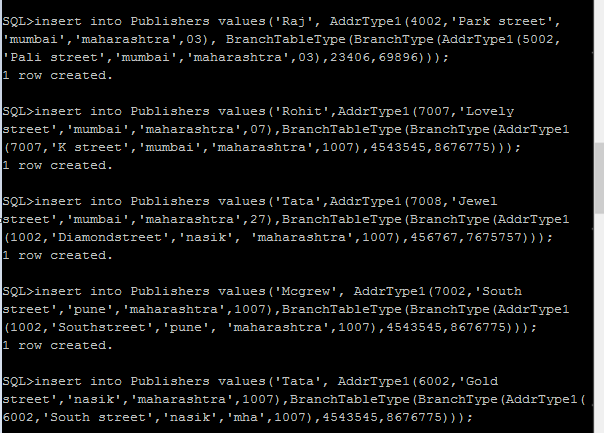 SQL>insert into Publishers values('Raj', AddrType1(4002,'Park street',
'mumbai','maharashtra',03), BranchTableType(BranchType(AddrType1(5002,
'Pali street','mumbai','maharashtra',03),23406,69896)));
1 row created.
SQL>insert into Publishers values('Rohit',AddrType1(7007,'Lovely
street','mumbai','maharashtra',07),BranchTableType(BranchType(AddrType1
(7007,'K street','mumbai','maharashtra',1007),4543545,8676775)));
1 row created.
SQL>insert into Publishers values('Tata',AddrType1(7008,'Jewel
street','mumbai','maharashtra',27),BranchTableType(BranchType(AddrType1
(1002,'Diamondstreet','nasik', 'maharashtra',1007),456767,7675757)));
1 row created.
SQL>insert into Publishers values('Mcgrew', AddrType1(7002,'South
street','pune','maharashtra',1007),BranchTableType(BranchType(AddrType1
(1002,'Southstreet','pune', 'maharashtra',1007),4543545,8676775)));
1 row created.
SQL>insert into Publishers values('Tata', AddrType1(6002,'Gold
street','nasik','maharashtra',1007),BranchTableType(BranchType(AddrType1(
6002,'South street','nasik','mha',1007),4543545,8676775)));